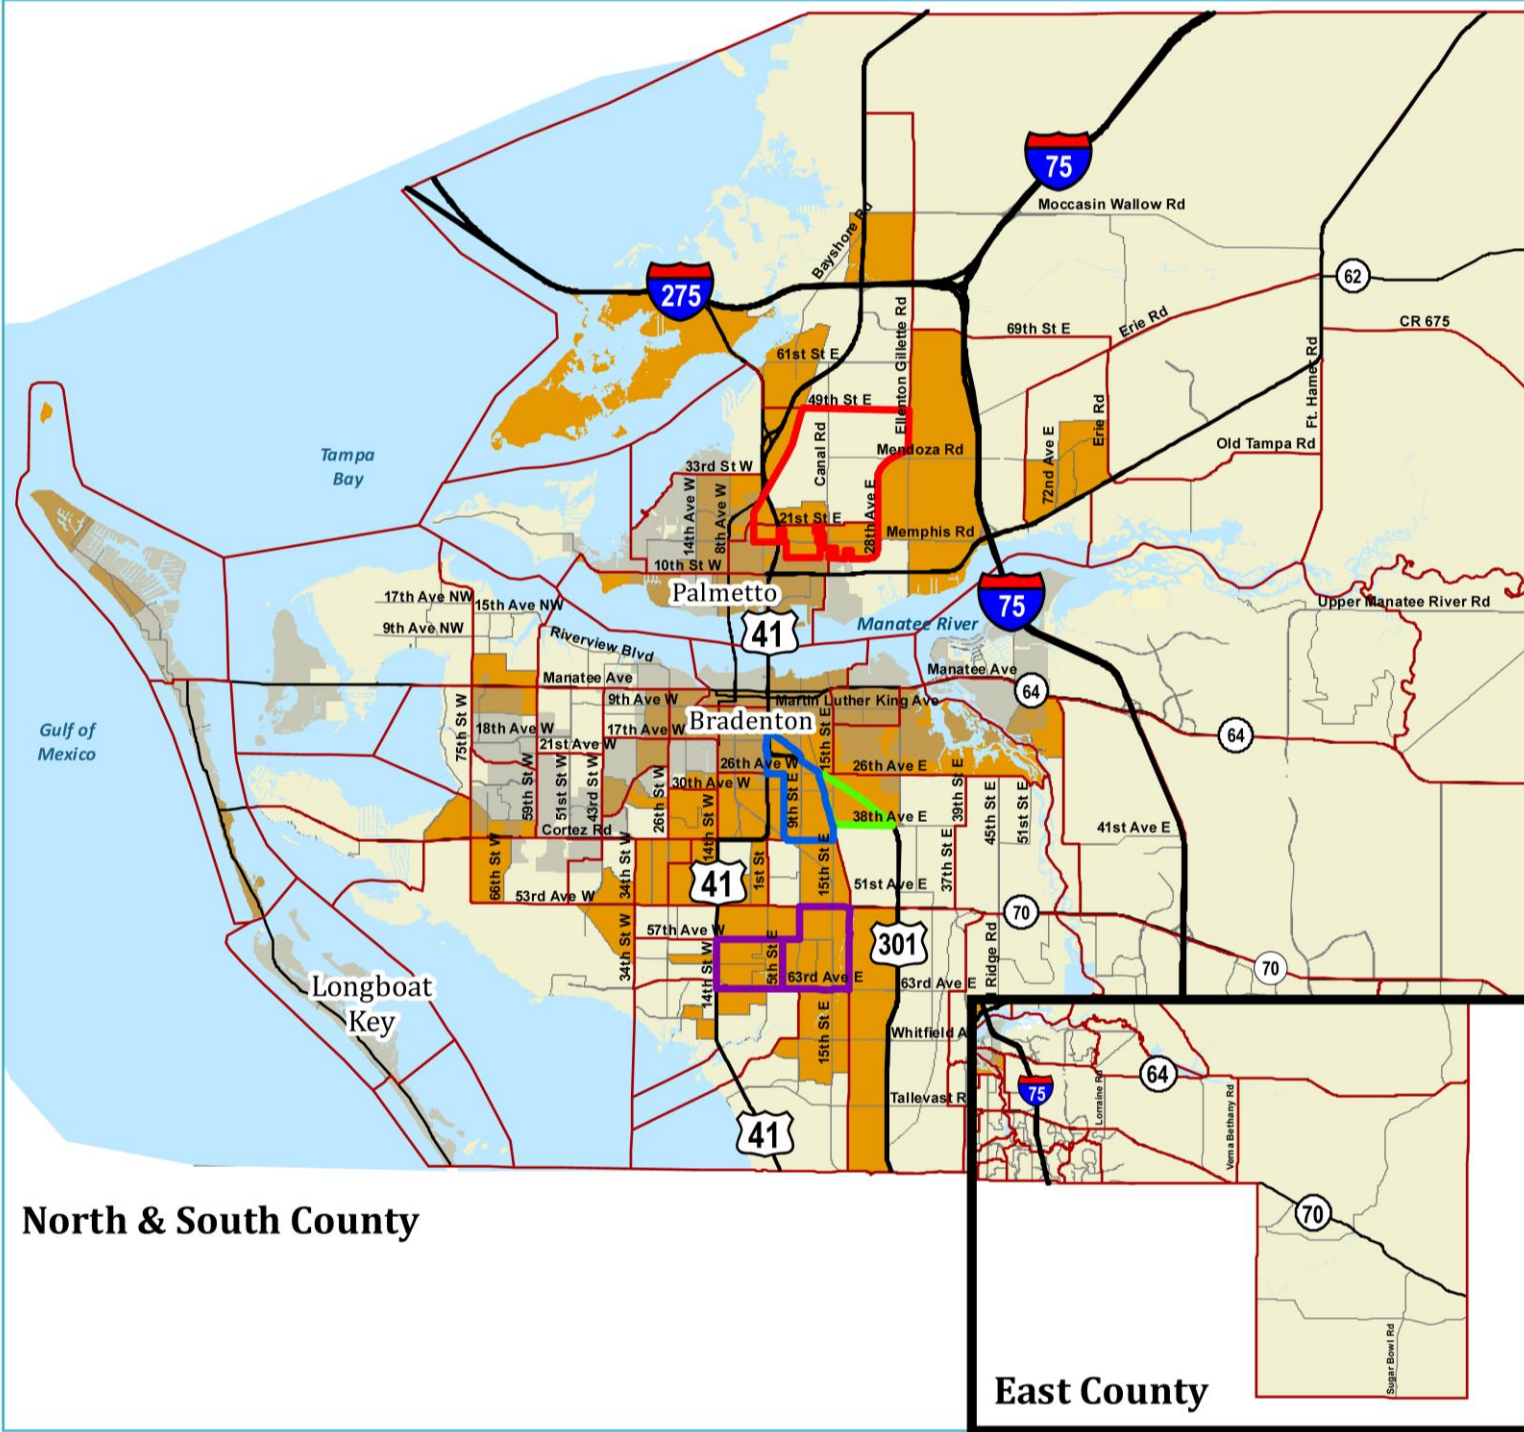 75
Moccasin Wallow Rd
Bayshore Rd
62
275
Ellenton Gillette Rd
69th St E
Erie Rd
CR 675
61st St E
Ft. Hamer Rd
49th St E
Canal Rd
Erie Rd
Mendoza Rd
72nd Ave E
Old Tampa Rd
Tampa
Bay
33rd St W
14th Ave W
8th Ave W
21st St E
28th Ave E
Memphis Rd
10th St W
Palmetto
75
17th Ave NW
15th Ave NW
Upper Manatee River Rd
9th Ave NW
41
Manatee River
Riverview Blvd
Manatee Ave
Manatee Ave
64
9th Ave W
Martin Luther King Ave
Gulf of
Mexico
75th St W
18th Ave W
17th Ave W
Bradenton
15th St E
64
21st Ave W
26th Ave W
26th Ave E
59th St W
51st St W
43rd St W
26th St W
30th Ave W
9th St E
39th St E
45th St E
51st St E
Cortez Rd
14th St W
38th Ave E
41st Ave E
66th St W
34th St W
41
1st St
15th St E
37th St E
51st Ave E
53rd Ave W
70
57th Ave W
34th St W
14th St W
5th St E
301
Ridge Rd
70
63rd Ave E
63rd Ave E
Longboat
Key
15th St E
Whitfield A
Tallevast R
41
64
75
Lorraine Rd
Verna Bethany Rd
North & South County
70
Sugar Bowl Rd
East County